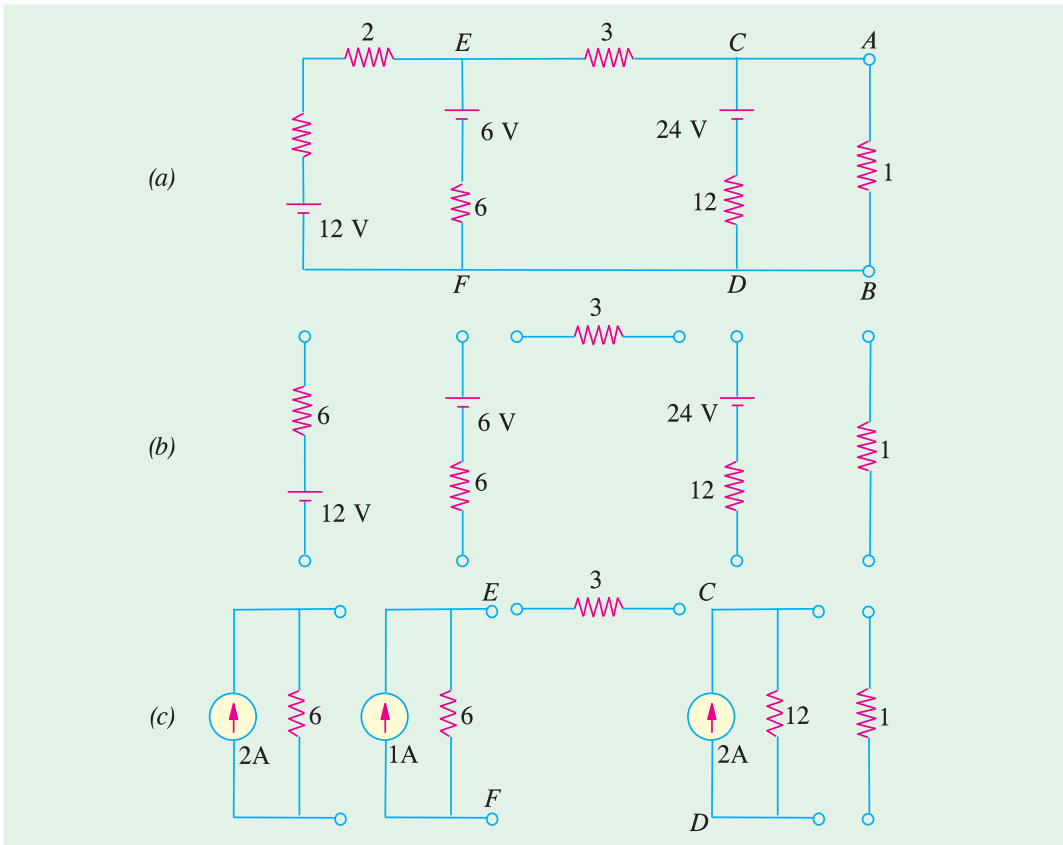 2 E 3 C A
6 V 24 V
(a) 1
6 12
12 V
F D B
3
6 6 V 24 V
(b) 1
6 12
12 V
E 3 C
(c) 6 6 12 1
2A 1A 2A
F D